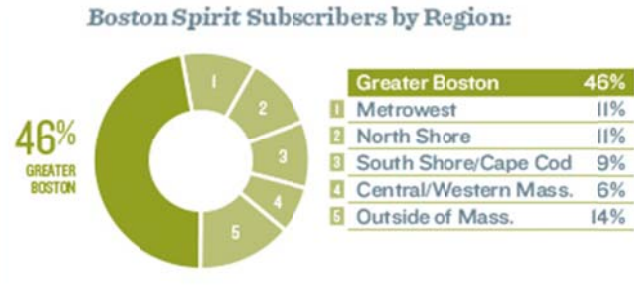 Boston Spirit Subscribers by Region:
46%
GREATER
BOSTON
1
2
3
4
5
Greater Boston 46%
1 Metrowest 11%
2 North Shore 11%
3 South Shore/Cape Cod 9%
4 Central/Western Mass. 6%
5 Outside of Mass. 14%